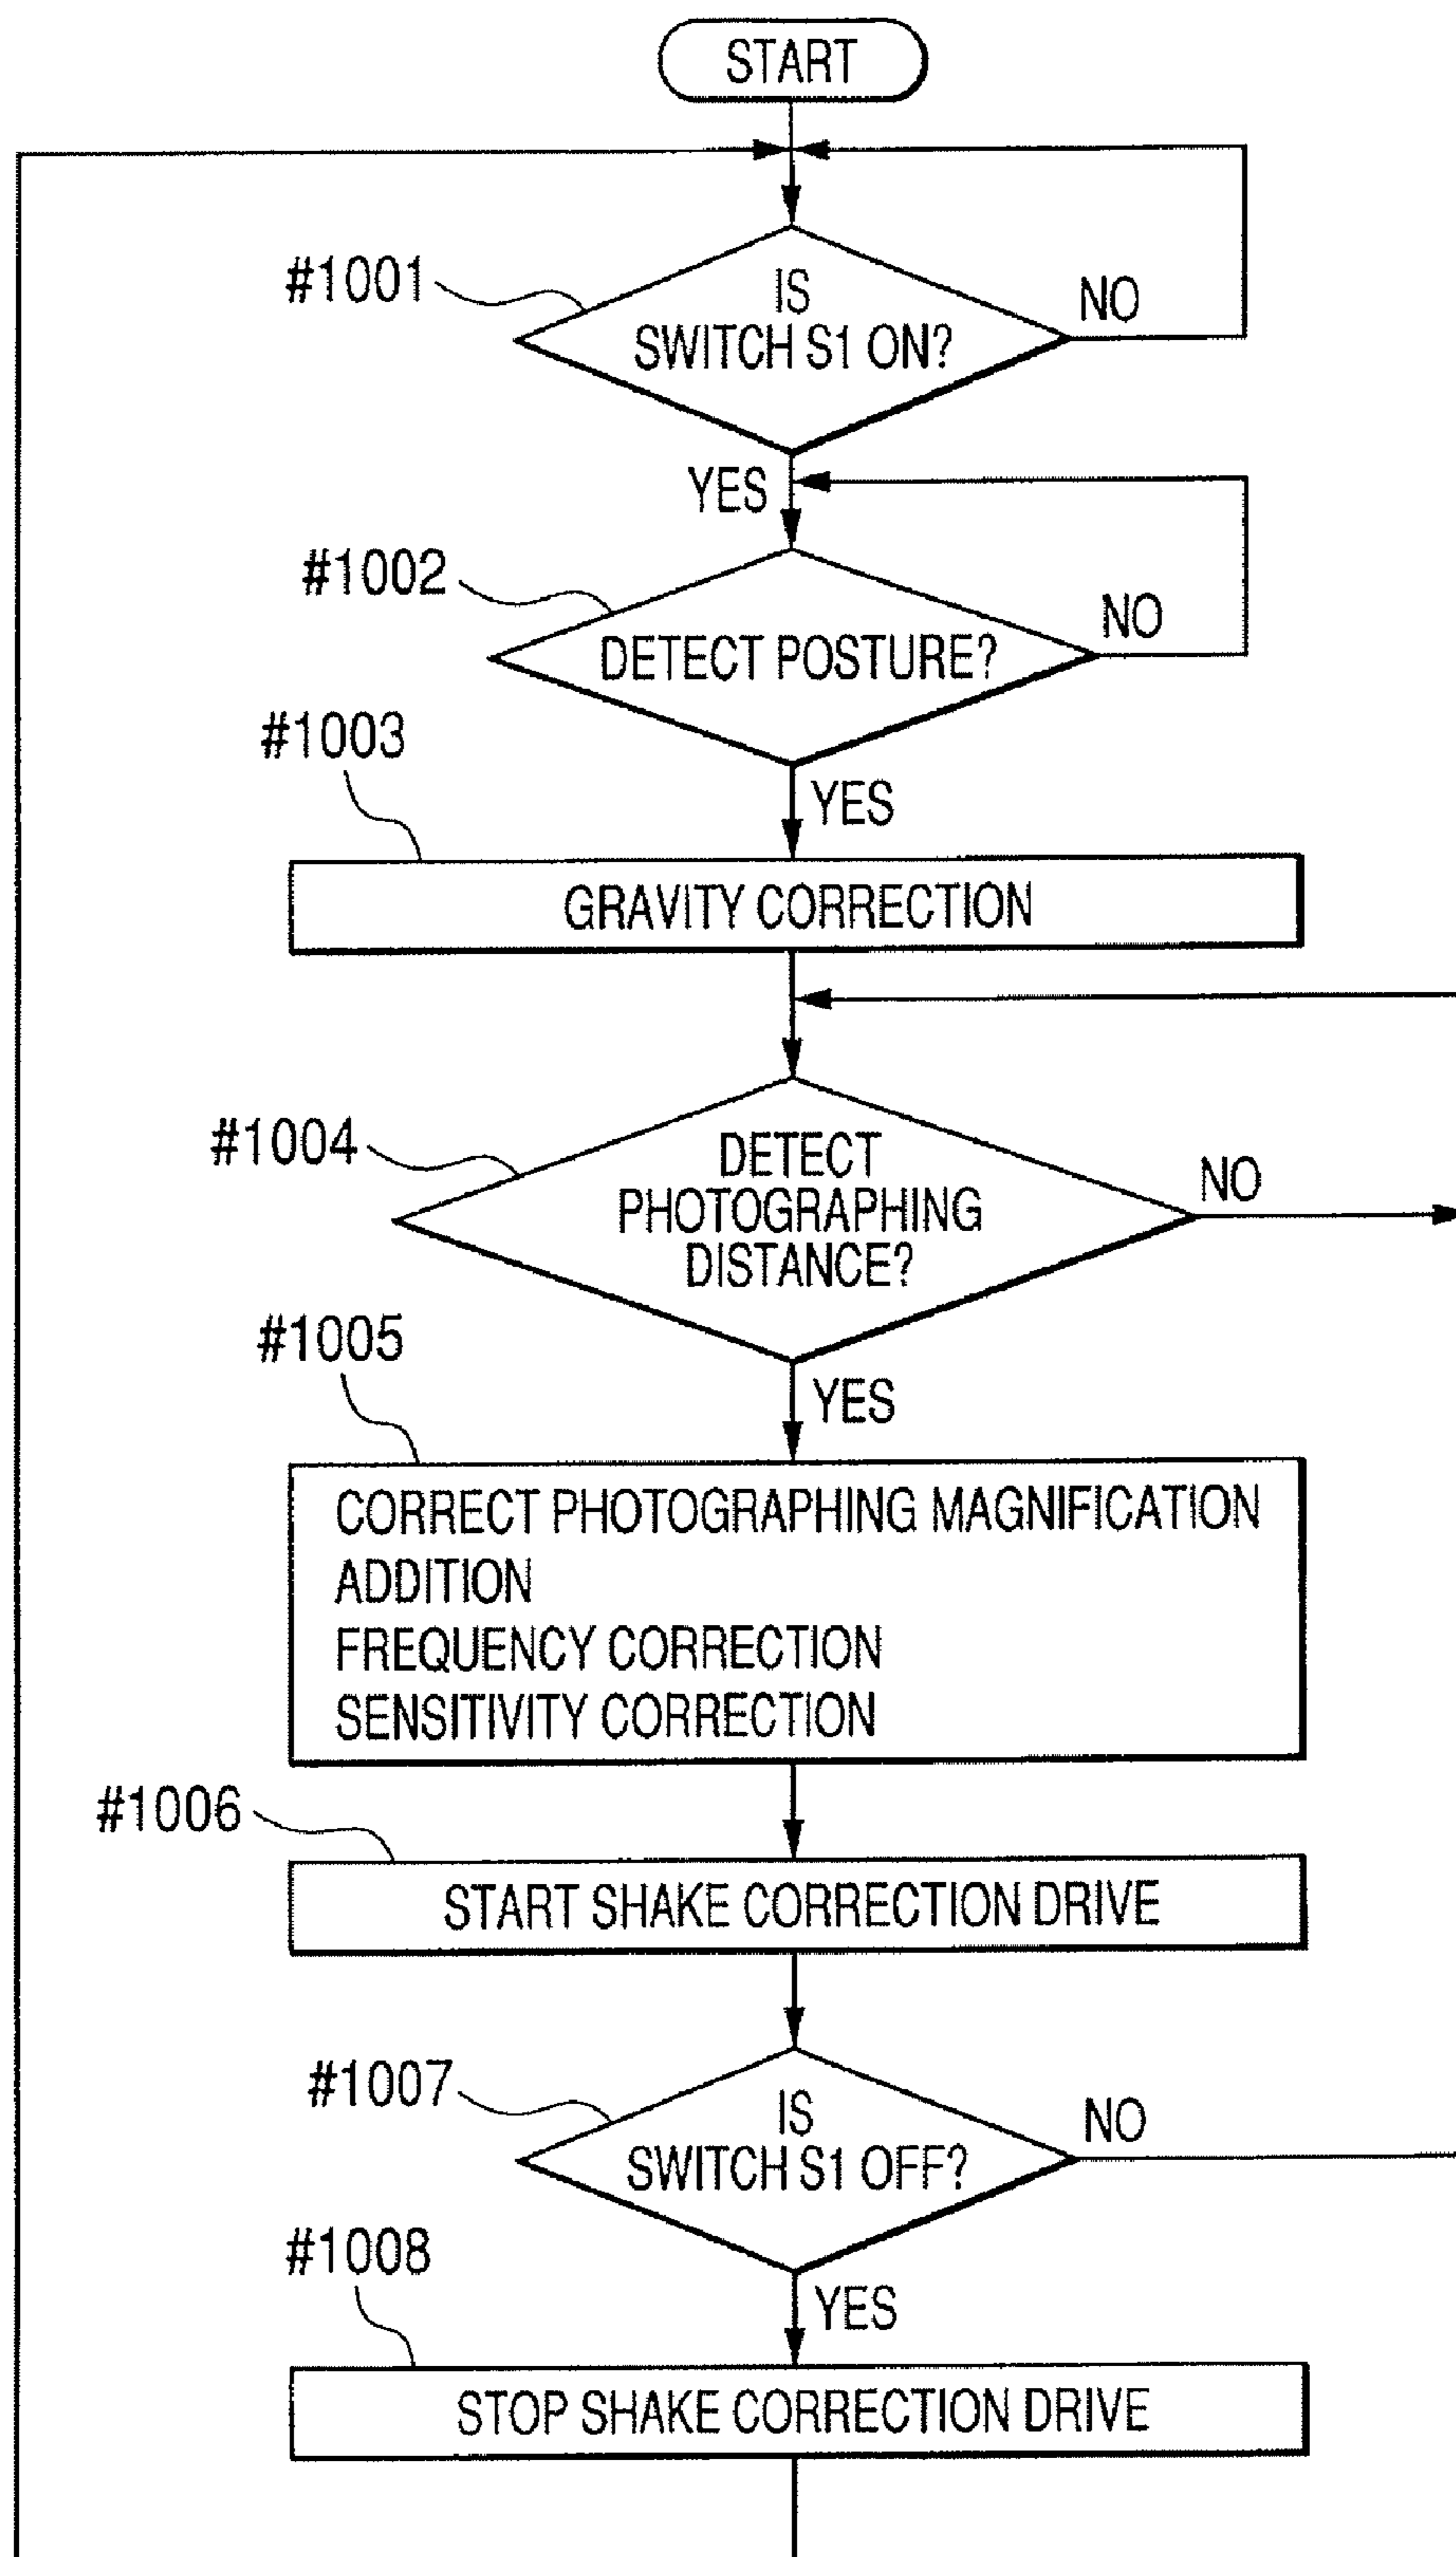 START
#1001
IS
SWITCH S1 ON?
NO
YES
#1002
DETECT POSTURE?
NO
#1003
YES
GRAVITY CORRECTION
#1004
DETECT
PHOTOGRAPHING
DISTANCE?
NO
#1005
YES
CORRECT PHOTOGRAPHING MAGNIFICATION
ADDITION
FREQUENCY CORRECTION
SENSITIVITY CORRECTION
#1006
START SHAKE CORRECTION DRIVE
#1007
IS
SWITCH S1 OFF?
NO
#1008
YES
STOP SHAKE CORRECTION DRIVE